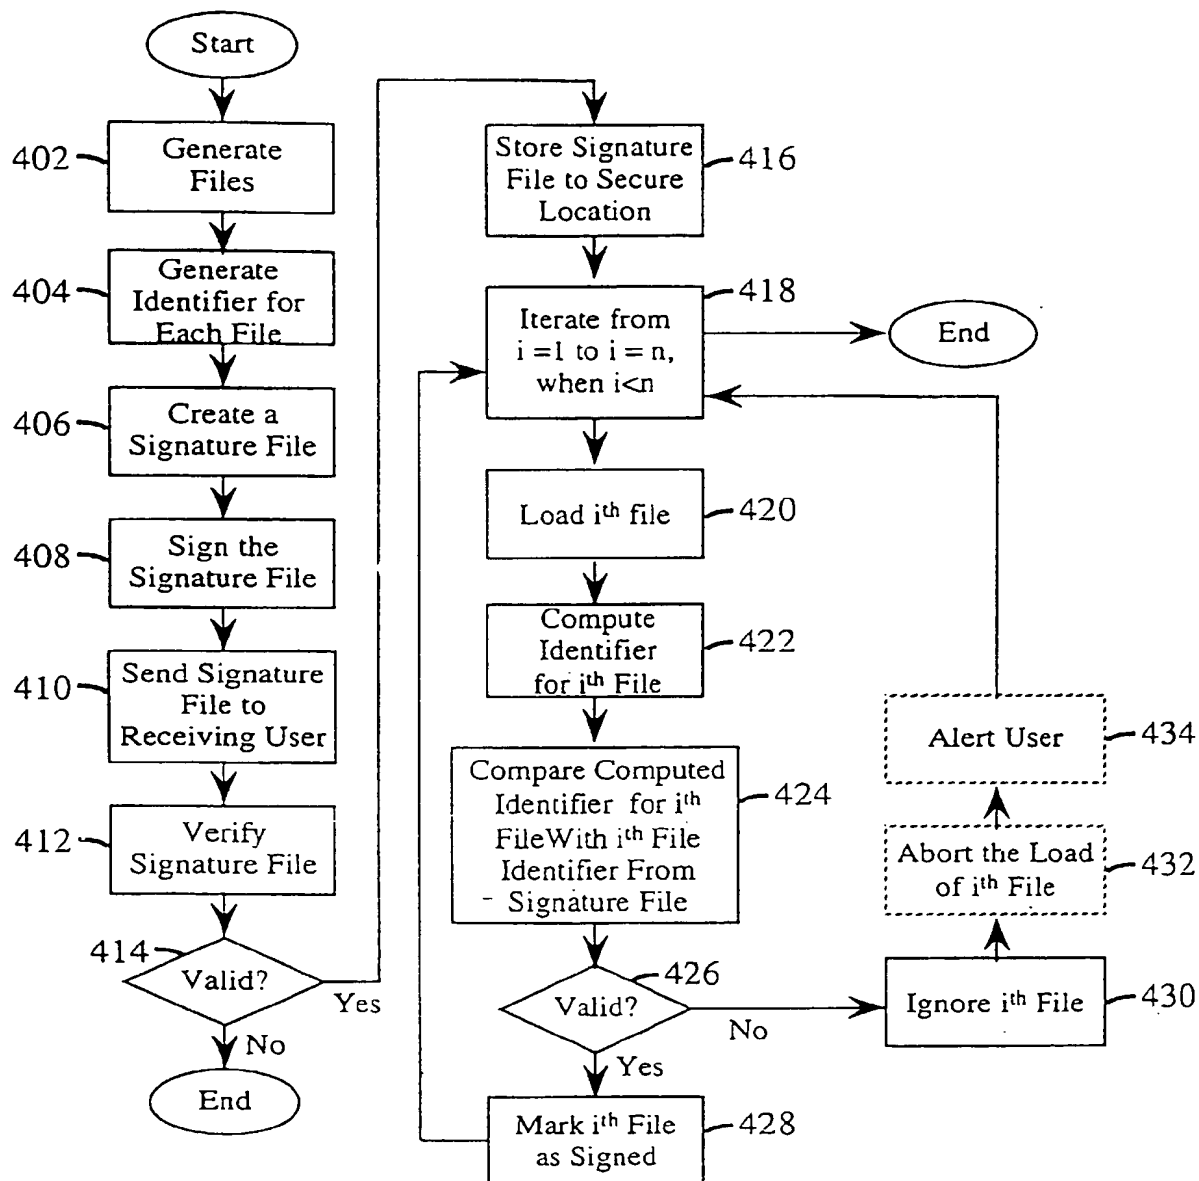 Start
402
Generate
Files
404
Generate
Identifier for
Each File
406
Create a
Signature File
408
Sign the
Signature File
410
Send Signature
File to
Receiving User
412
Verify
Signature File
414
Valid?
Yes
No
End
Store Signature
File to Secure
Location
416
Iterate from
i =1 to i = n,
when i<n
418
End
Load iᵗʰ file
420
Compute
Identifier
for iᵗʰ File
422
Compare Computed
Identifier for iᵗʰ
FileWith iᵗʰ File
Identifier From
Signature File
424
Valid?
426
No
Yes
Mark iᵗʰ File
as Signed
428
Ignore iᵗʰ File
430
Abort the Load
of iᵗʰ File
432
Alert User
434